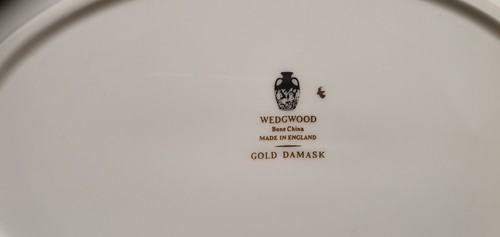 WEDGWOOD
Bone China
MADE IN ENGLAND
GOLD DAMASK